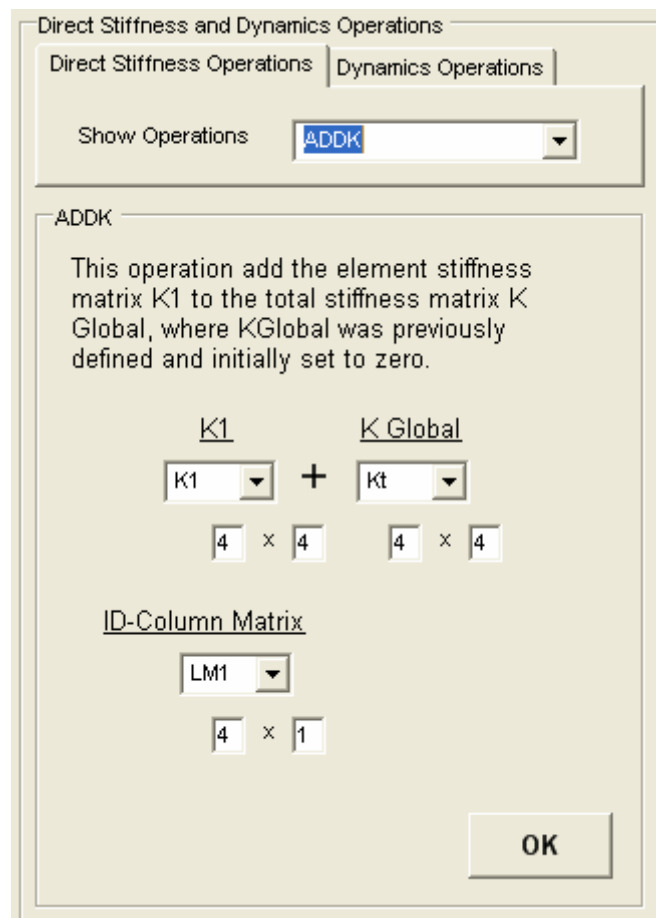 Direct Stiffness and Dynamics Operations
Direct Stiffness Operations Dynamics Operations
Show Operations ADDK
ADDK
This operation add the element stiffness
matrix K1 to the total stiffness matrix K
Global, where KGlobal was previously
defined and initially set to zero.
K1 K Global
K1 + Kt
4 x 4 4 x 4
ID-Column Matrix
LM1
4 x 1
OK